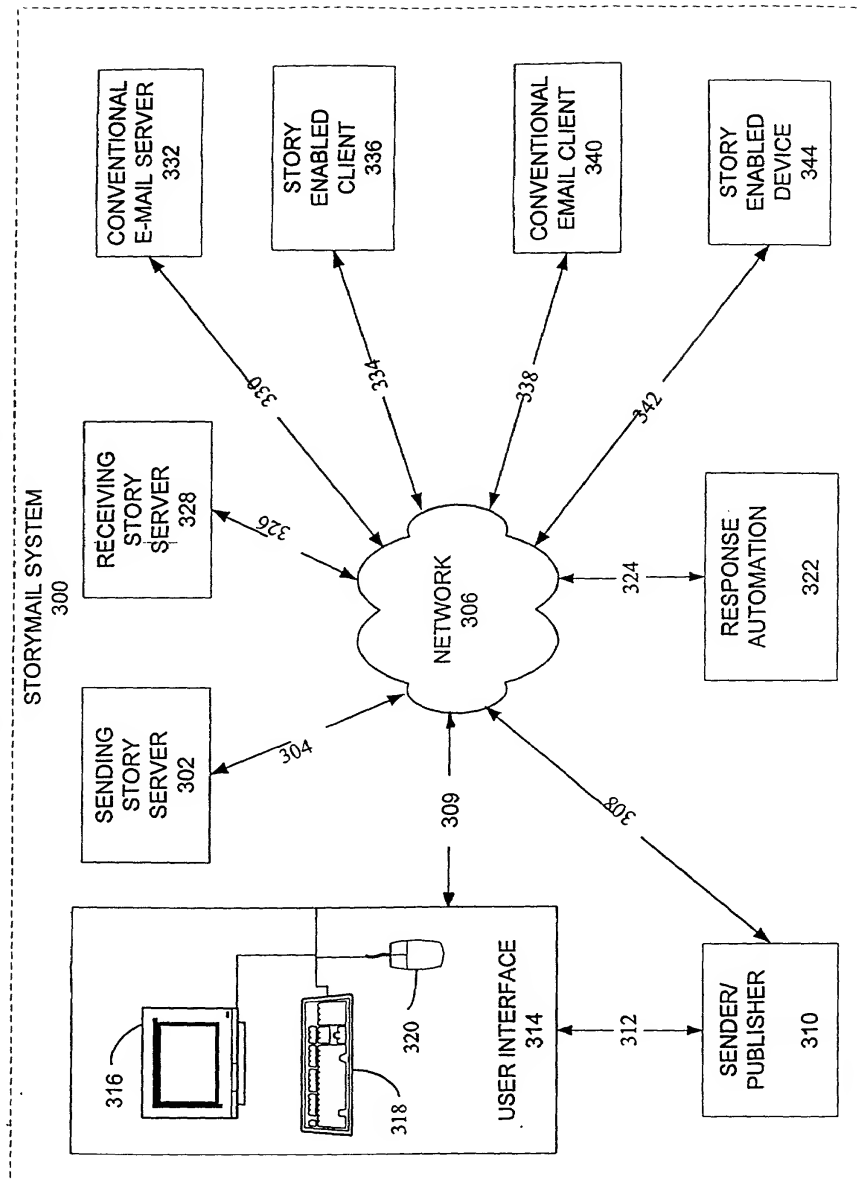 STORYMAIL SYSTEM
300
SENDING
STORY
SERVER
302
RECEIVING
STORY
SERVER
328
CONVENTIONAL
E-MAIL SERVER
332
STORY
ENABLED
CLIENT
336
CONVENTIONAL
EMAIL CLIENT
340
STORY
ENABLED
DEVICE
344
304
326
330
334
338
342
NETWORK
306
309
308
324
316
318
320
USER INTERFACE
314
312
SENDER/
PUBLISHER
310
RESPONSE
AUTOMATION
322